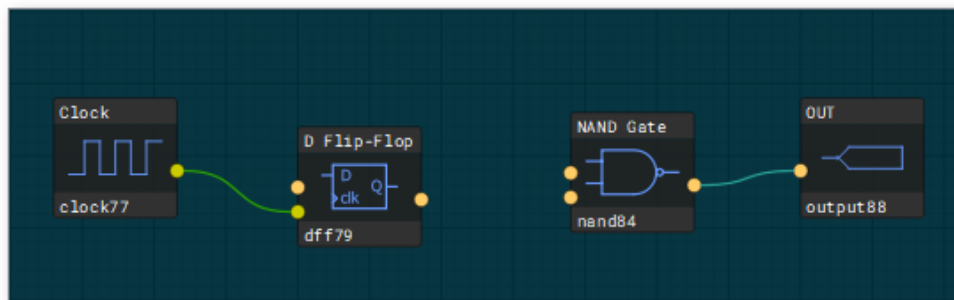 Clock
clock77
D Flip-Flop
D
Q
clk
dff79
NAND Gate
nand84
OUT
output88